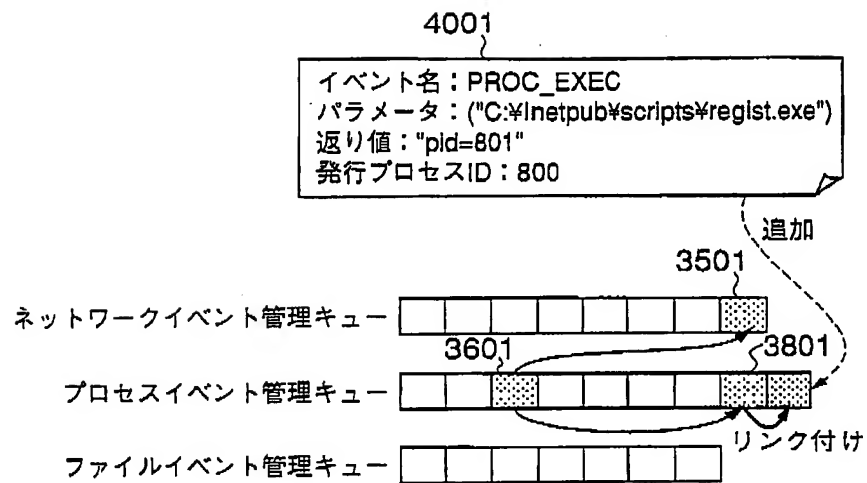 4001
イベント名：PROC_EXEC
パラメータ：("C:¥Inetpub¥scripts¥regist.exe")
返り値："pid=801"
発行プロセスID：800
追加
3501
ネットワークイベント管理キュー
3601
3801
プロセスイベント管理キュー
リンク付け
ファイルイベント管理キュー